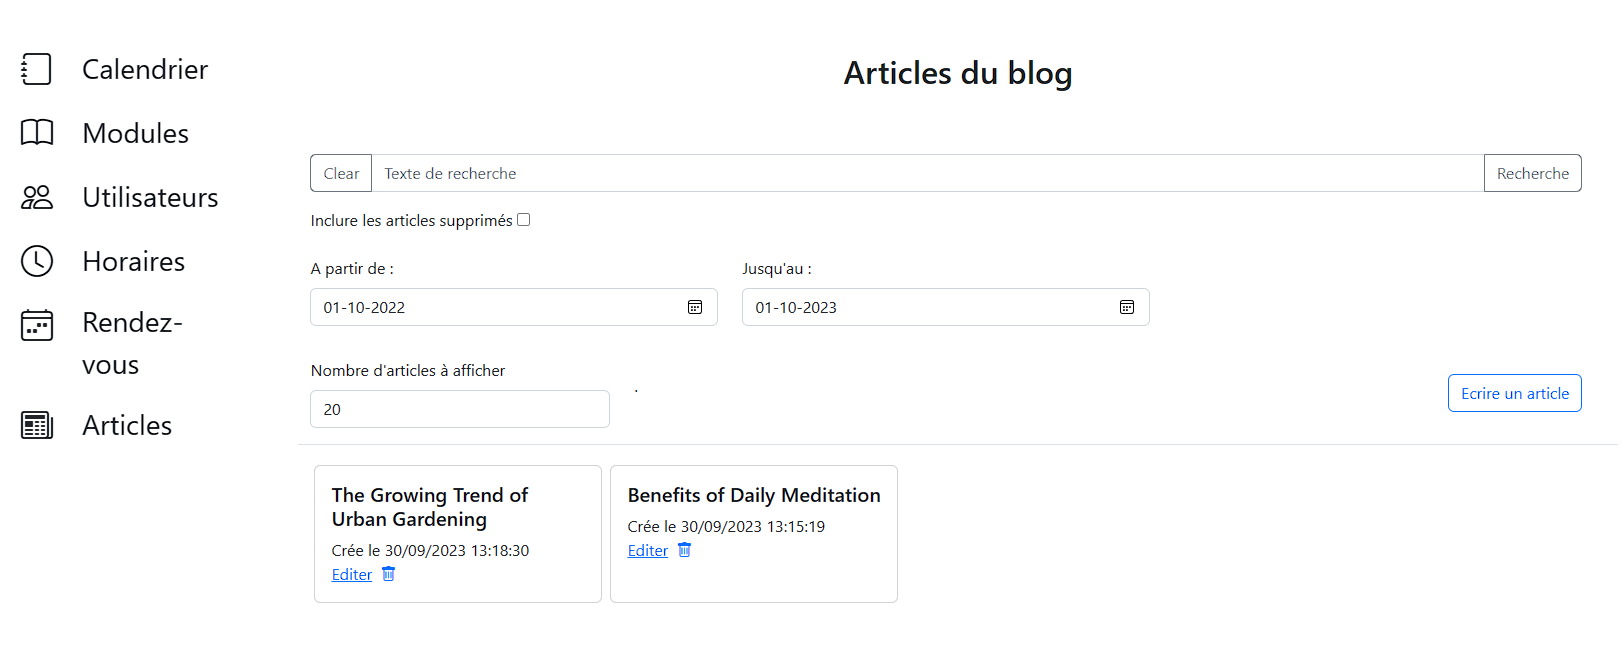 Calendrier
Modules
Utilisateurs
Horaires
Rendez-
vous
Articles
Articles du blog
Clear Texte de recherche Recherche
Inclure les articles supprimés
A partir de : Jusqu'au :
01-10-2022 01-10-2023
Nombre d'articles à afficher
20
Ecrire un article
The Growing Trend of
Urban Gardening
Crée le 30/09/2023 13:18:30
Editer
Benefits of Daily Meditation
Crée le 30/09/2023 13:15:19
Editer